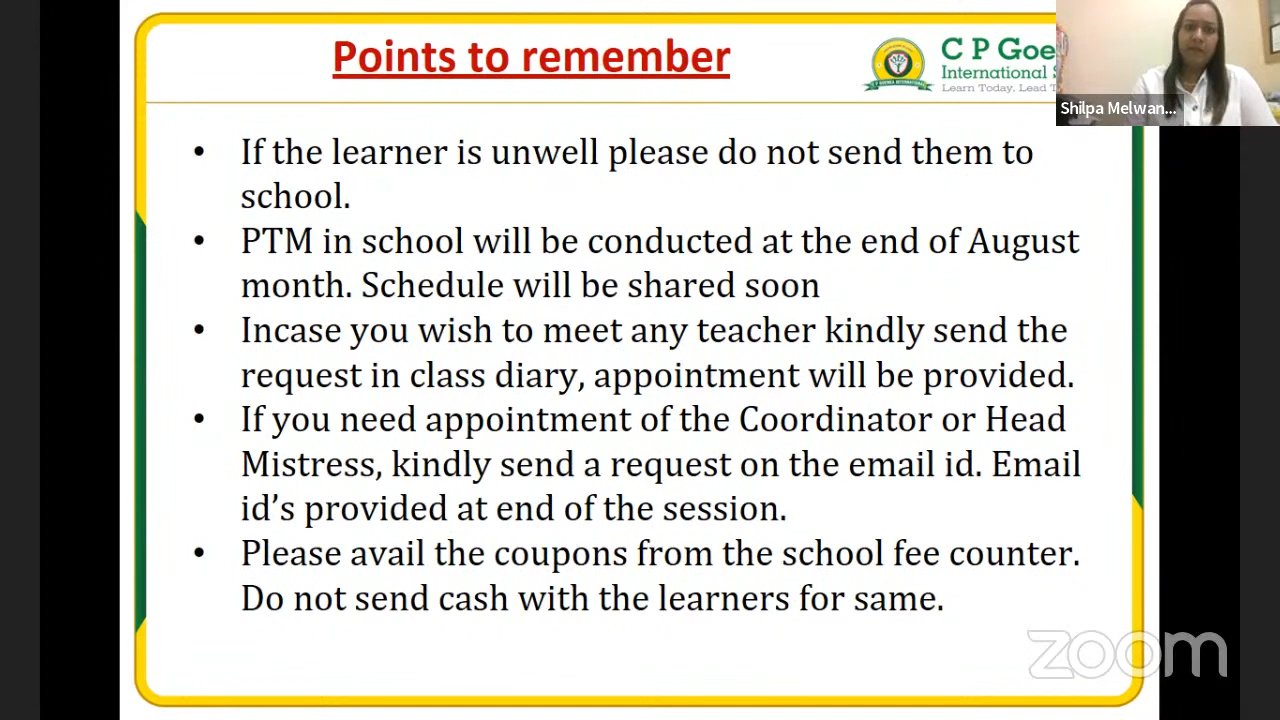 Points to remember
C P Goe
International S
Learn Today, Lead T
Shilpa Melwan...
• If the learner is unwell please do not send them to
school.
• PTM in school will be conducted at the end of August
month. Schedule will be shared soon
• Incase you wish to meet any teacher kindly send the
request in class diary, appointment will be provided.
• If you need appointment of the Coordinator or Head
Mistress, kindly send a request on the email id. Email
id’s provided at end of the session.
• Please avail the coupons from the school fee counter.
Do not send cash with the learners for same.
zoom